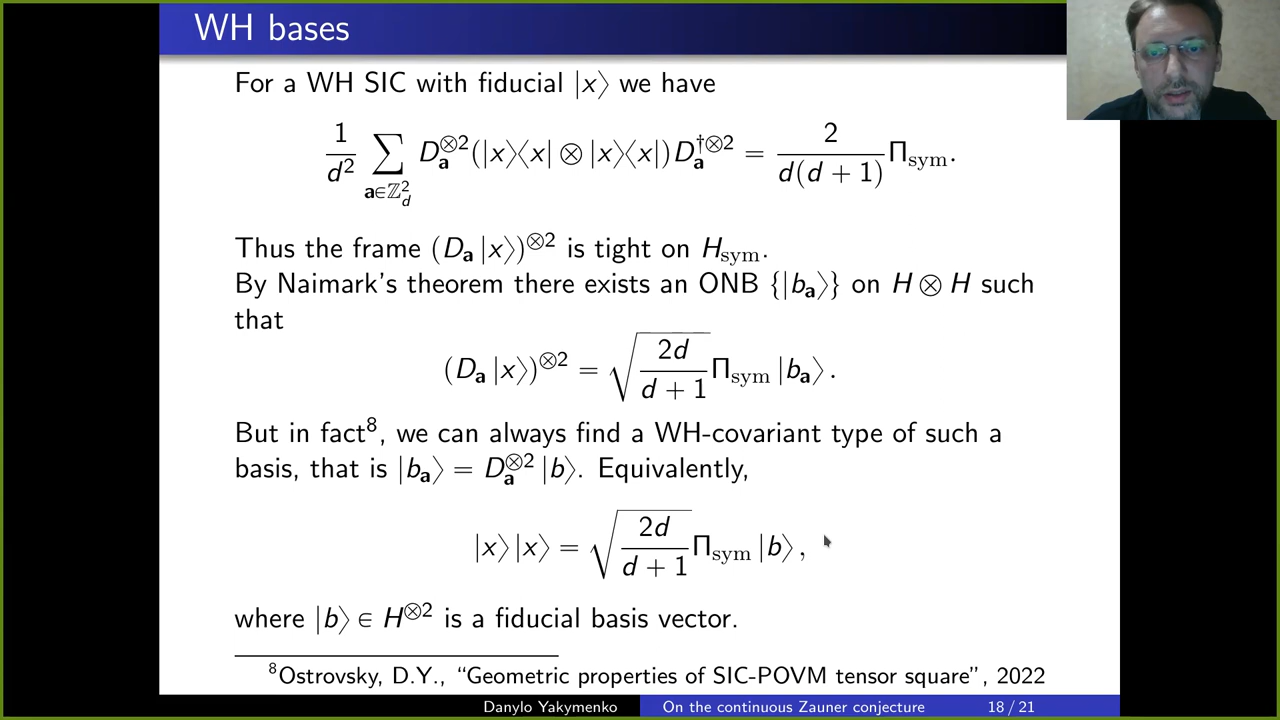 WH bases
For a WH SIC with fiducial |x⟩ we have
1/d² ∑_{a∈ℤ_d²} D_a^{⊗2}(|x⟩⟨x| ⊗ |x⟩⟨x|)D_a^{†⊗2} = 2/(d(d + 1)) Π_sym.
Thus the frame (D_a |x⟩)^{⊗2} is tight on H_sym.
By Naimark's theorem there exists an ONB {|b_a⟩} on H ⊗ H such
that
(D_a |x⟩)^{⊗2} = √(2d/(d + 1)) Π_sym |b_a⟩ .
But in fact⁸, we can always find a WH-covariant type of such a
basis, that is |b_a⟩ = D_a^{⊗2} |b⟩. Equivalently,
|x⟩ |x⟩ = √(2d/(d + 1)) Π_sym |b⟩ ,
where |b⟩ ∈ H^{⊗2} is a fiducial basis vector.
⁸Ostrovsky, D.Y., “Geometric properties of SIC-POVM tensor square”, 2022
Danylo Yakymenko On the continuous Zauner conjecture 18 / 21